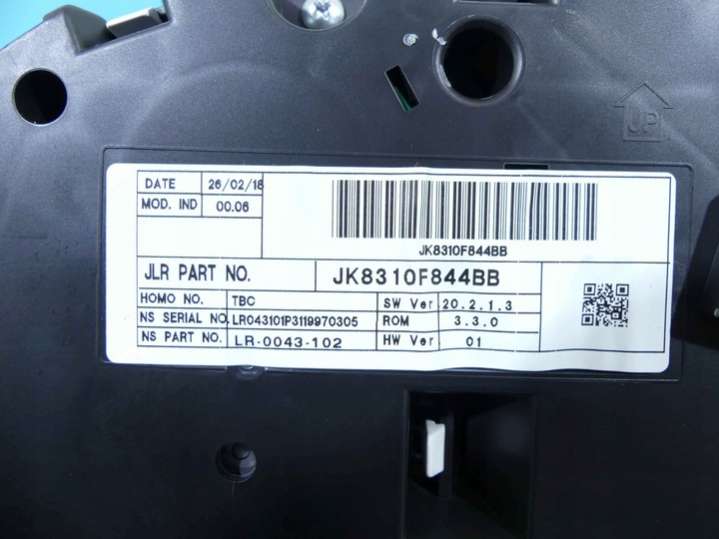 UP
DATE 26/02/18
MOD. IND 00.06
JK8310F844BB
JLR PART NO. JK8310F844BB
HOMO NO. TBC SW Ver 20.2.1.3
NS SERIAL NO. LR043101P3119970305 ROM 3.3.0
NS PART NO. LR-0043-102 HW Ver 01